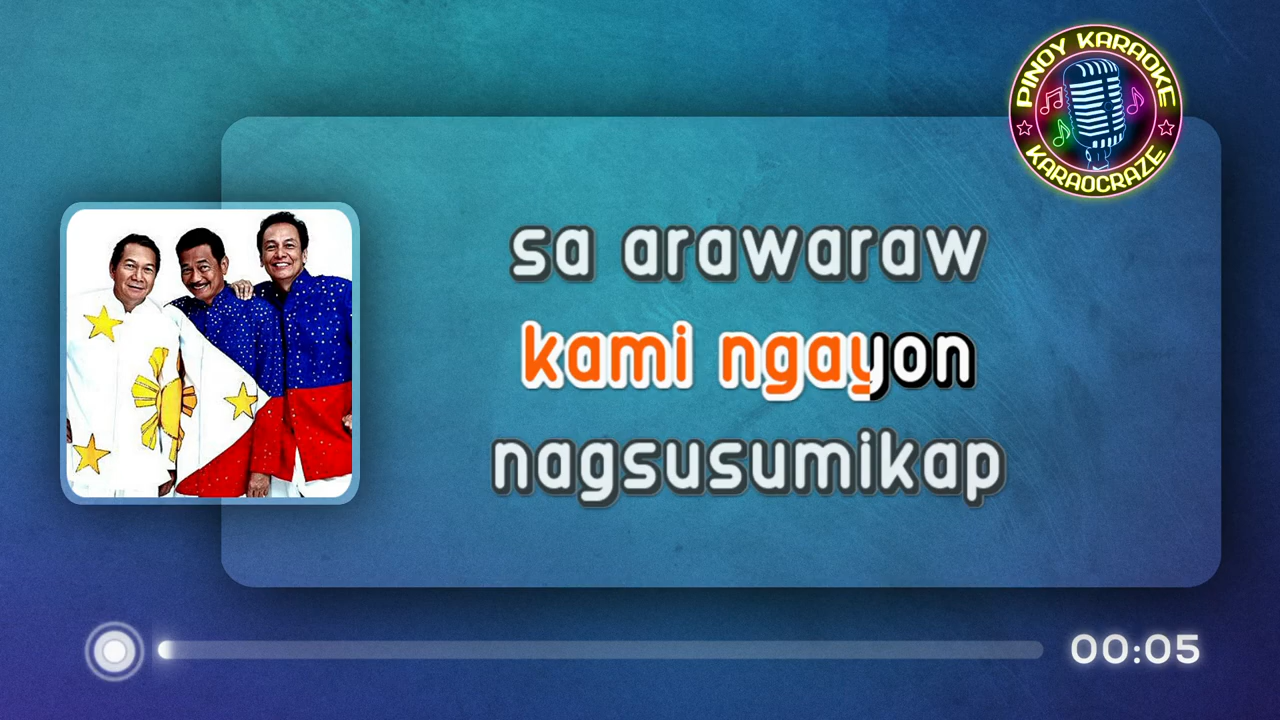 PINOY KARAOKE
KARAOCRAZE
sa arawaraw
kami ngayon
nagsusumikap
00:05